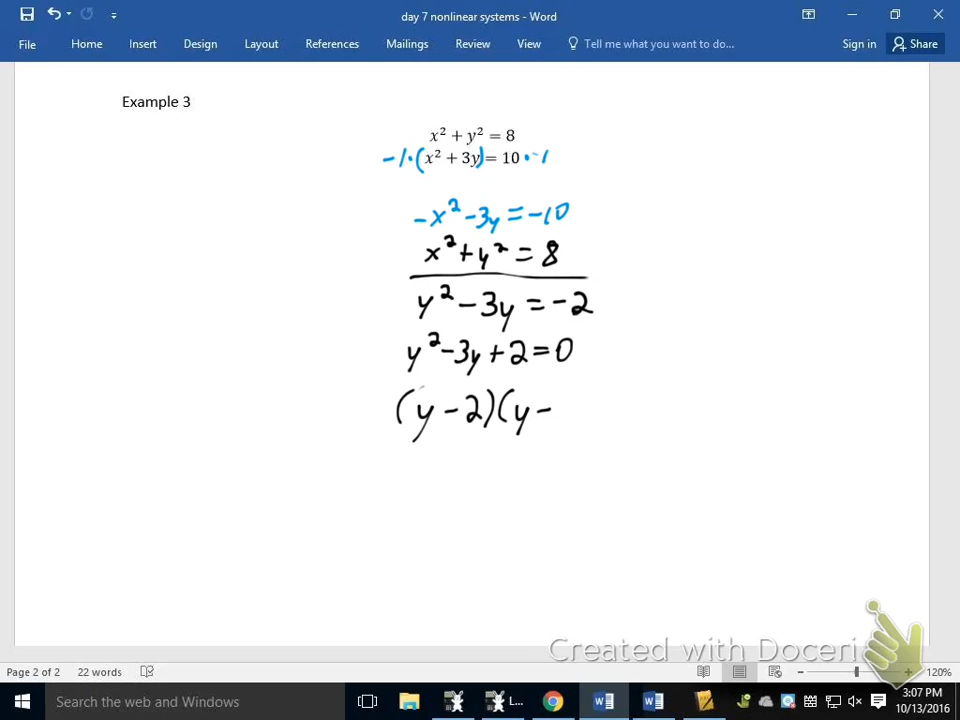 day 7 nonlinear systems - Word
File Home Insert Design Layout References Mailings Review View Tell me what you want to do... Sign in Share
Example 3
x² + y² = 8
-1·(x² + 3y) = 10·-1
-x² -3y = -10
x² + y² = 8
y² - 3y = -2
y² - 3y + 2 = 0
(y - 2)(y -
Created with Doceri
Page 2 of 2 22 words 120%
Search the web and Windows L... 3:07 PM
10/13/2016